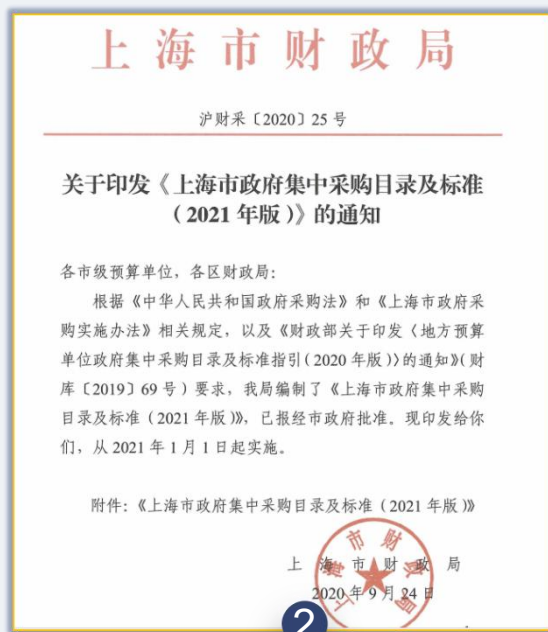 上海市财政局
沪财采〔2020〕25号
关于印发《上海市政府集中采购目录及标准
（2021年版）》的通知
各市级预算单位，各区财政局：
根据《中华人民共和国政府采购法》和《上海市政府采
购实施办法》相关规定，以及《财政部关于印发〈地方预算
单位政府集中采购目录及标准指引（2020年版）〉的通知》（财
库〔2019〕69号）要求，我局编制了《上海市政府集中采购
目录及标准（2021年版）》，已报经市政府批准。现印发给你
们，从2021年1月1日起实施。
附件：《上海市政府集中采购目录及标准（2021年版）》
上海市财政局
2020年9月24日
上海市财政局
2